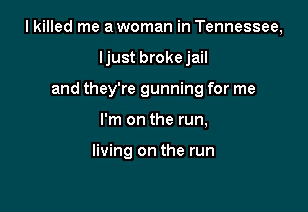 I killed me a woman in Tennessee,
I just broke jail
and they're gunning for me
I'm on the run,
living on the run